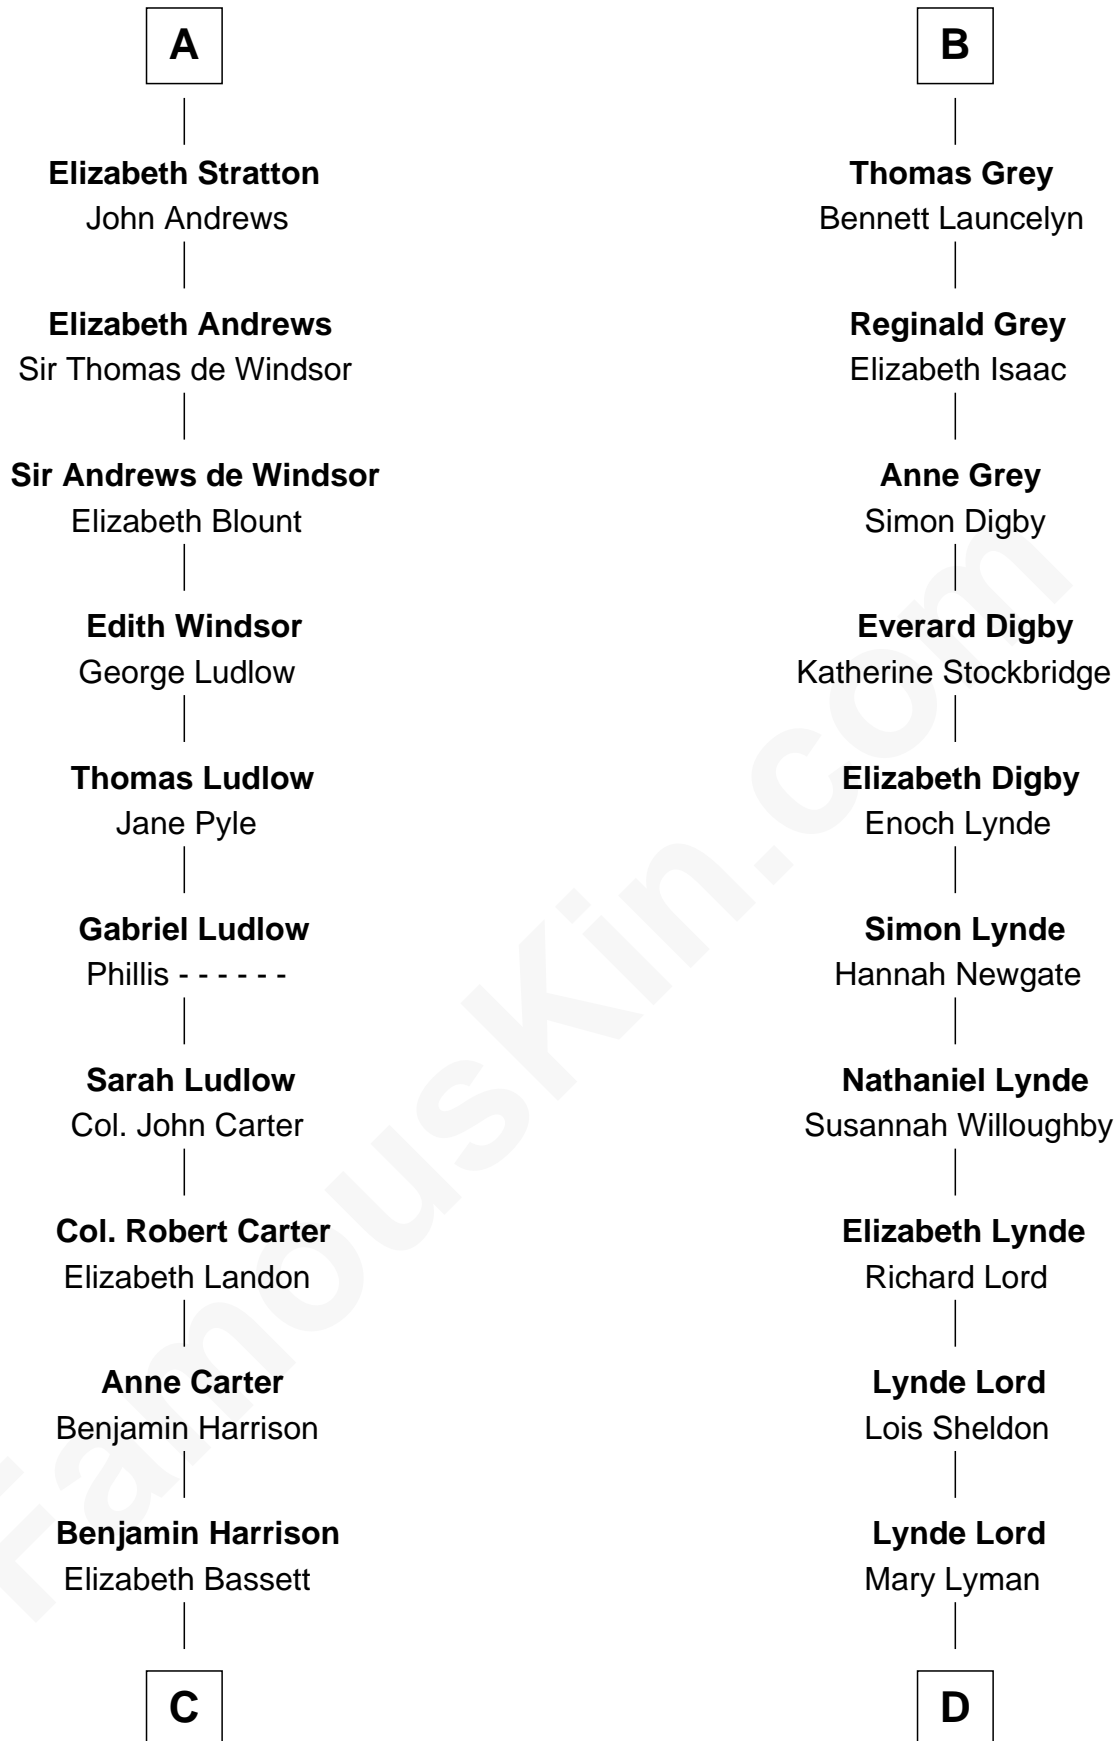 A
Elizabeth Stratton
John Andrews
Elizabeth Andrews
Sir Thomas de Windsor
Sir Andrews de Windsor
Elizabeth Blount
Edith Windsor
George Ludlow
Thomas Ludlow
Jane Pyle
Gabriel Ludlow
Phillis - - - - - -
Sarah Ludlow
Col. John Carter
Col. Robert Carter
Elizabeth Landon
Anne Carter
Benjamin Harrison
Benjamin Harrison
Elizabeth Bassett
C
B
Thomas Grey
Bennett Launcelyn
Reginald Grey
Elizabeth Isaac
Anne Grey
Simon Digby
Everard Digby
Katherine Stockbridge
Elizabeth Digby
Enoch Lynde
Simon Lynde
Hannah Newgate
Nathaniel Lynde
Susannah Willoughby
Elizabeth Lynde
Richard Lord
Lynde Lord
Lois Sheldon
Lynde Lord
Mary Lyman
D
FamousKin.com